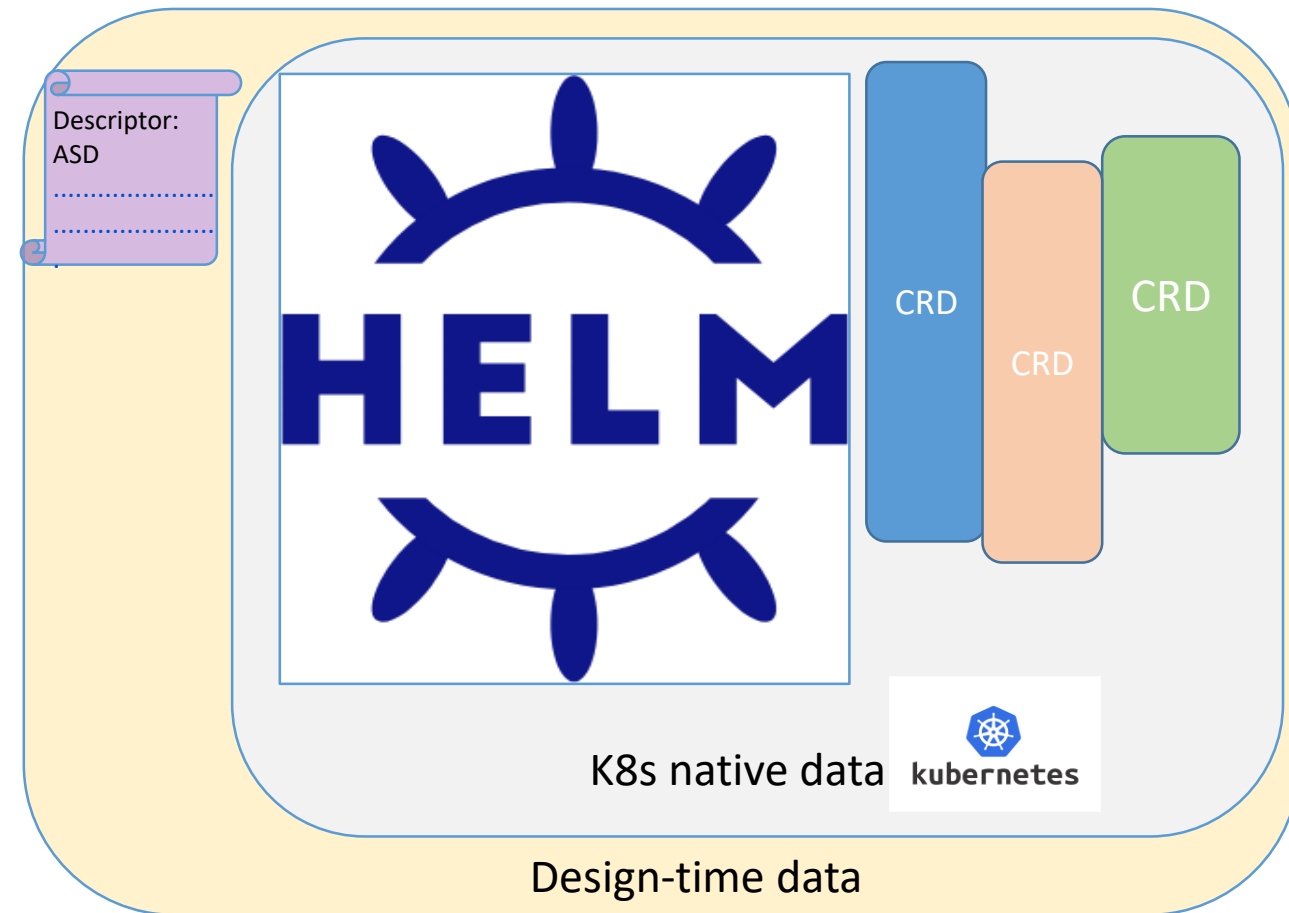 Descriptor:
ASD
......................
......................
.
HELM
CRD
CRD
CRD
K8s native data
kubernetes
Design-time data